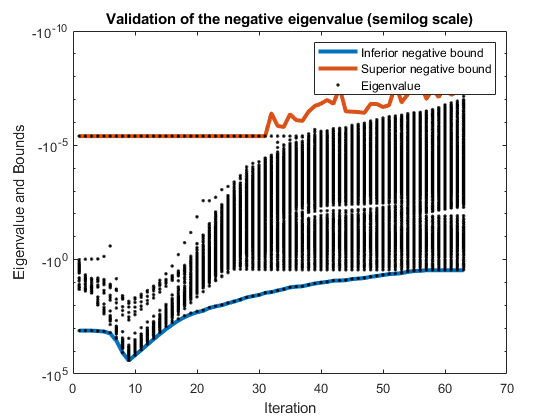 Validation of the negative eigenvalue (semilog scale)
-10^-10
Inferior negative bound
Superior negative bound
Eigenvalue
-10^-5
Eigenvalue and Bounds
-10^0
-10^5
0 10 20 30 40 50 60 70
Iteration